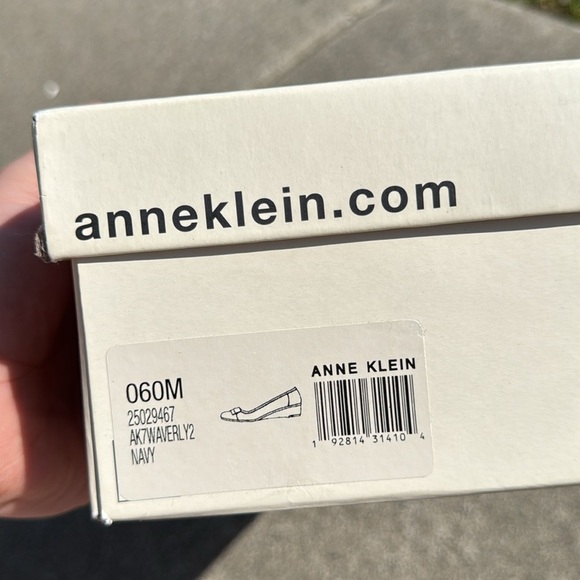 anneklein.com
060M
25029467
AK7WAVERLY2
NAVY
ANNE KLEIN
1 92814 31410 4